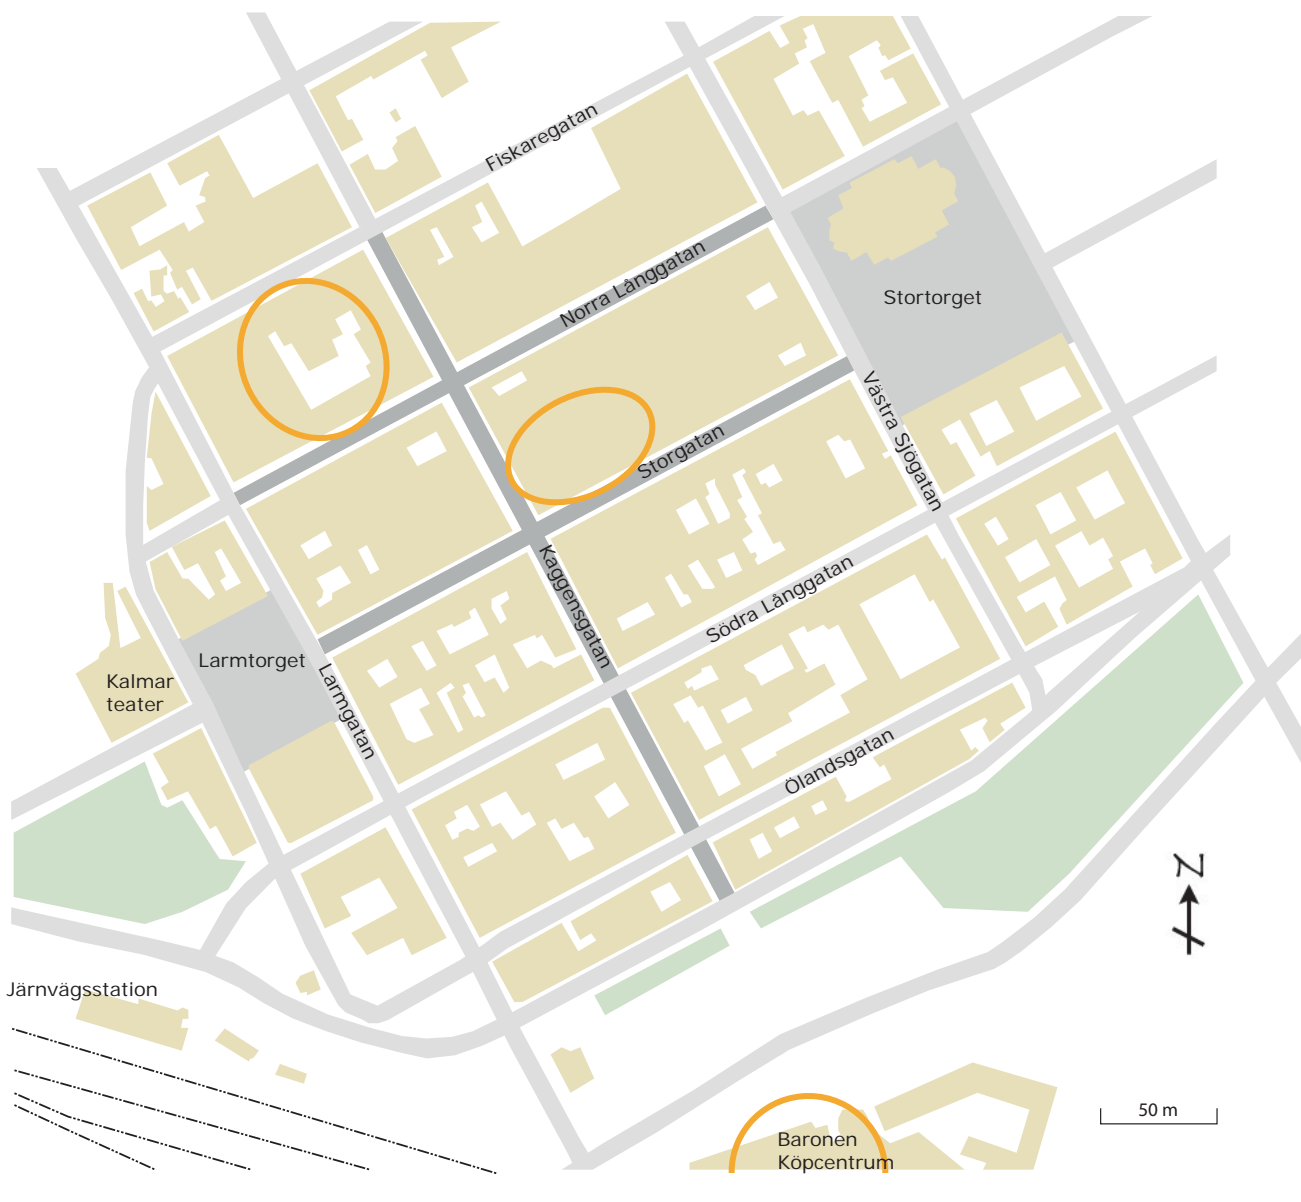 Fiskaregatan
Norra Långgatan
Stortorget
Västra Sjögatan
Storgatan
Kaggensgatan
Södra Långgatan
Larmtorget
Larmgatan
Kalmar
teater
Ölandsgatan
N
Järnvägsstation
50 m
Baronen
Köpcentrum